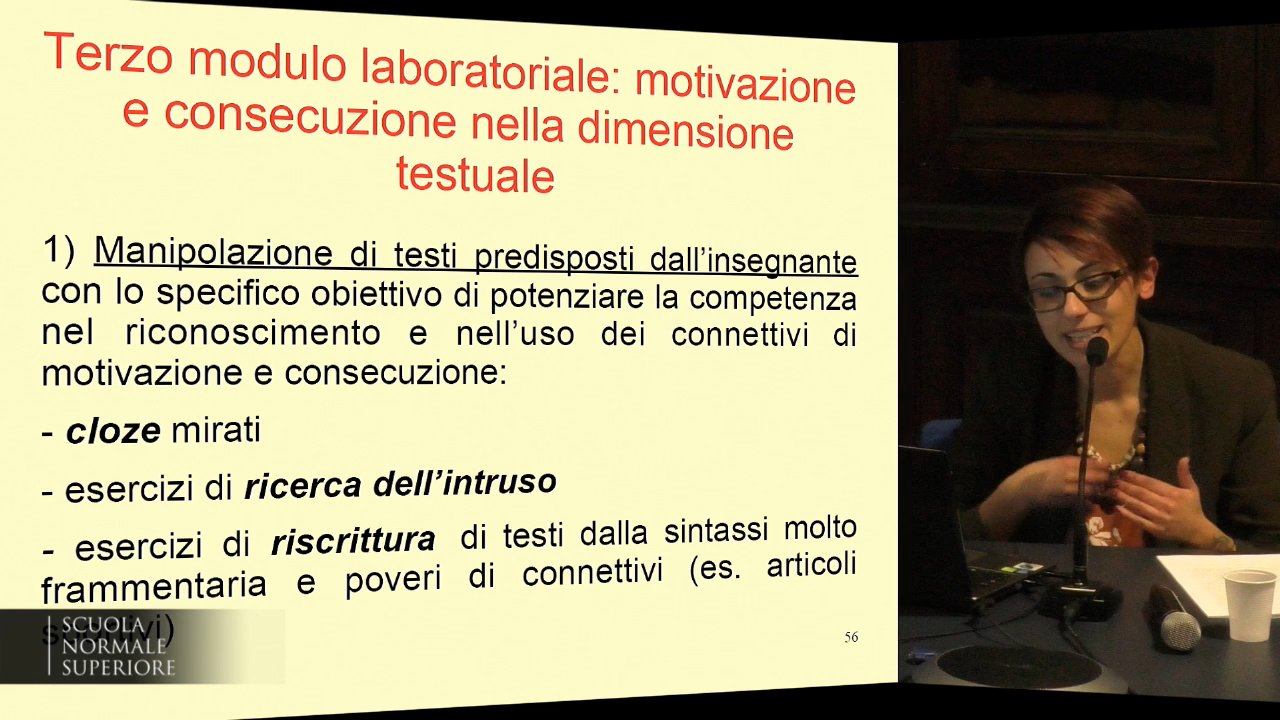 Terzo modulo laboratoriale: motivazione
e consecuzione nella dimensione
testuale
1) Manipolazione di testi predisposti dall’insegnante
con lo specifico obiettivo di potenziare la competenza
nel riconoscimento e nell’uso dei connettivi di
motivazione e consecuzione:
- cloze mirati
- esercizi di ricerca dell’intruso
- esercizi di riscrittura di testi dalla sintassi molto
frammentaria e poveri di connettivi (es. articoli
SCUOLA
NORMALE
SUPERIORE
56